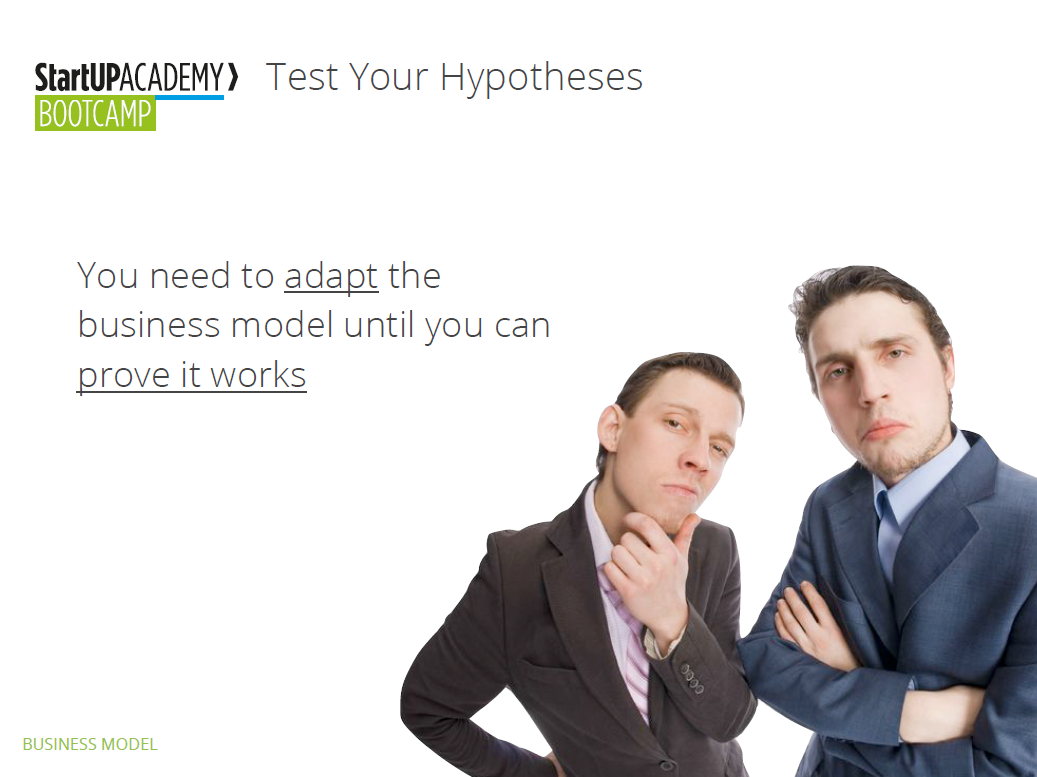 StartUPACADEMY
BOOTCAMP
Test Your Hypotheses
You need to adapt the
business model until you can
prove it works
BUSINESS MODEL